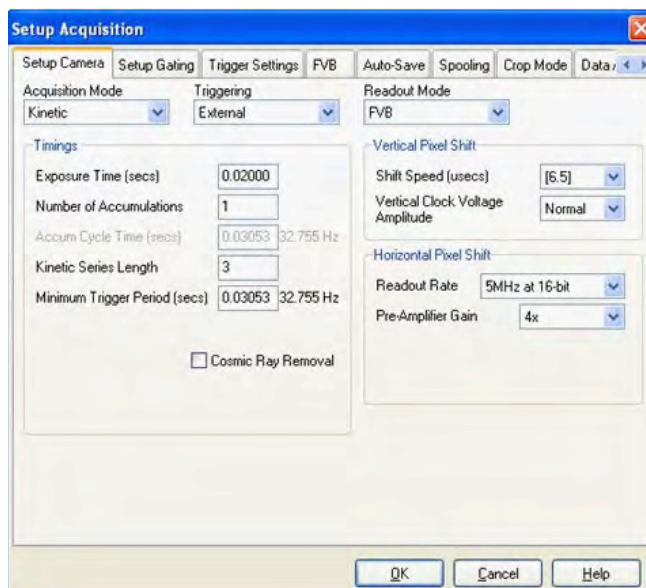 Setup Acquisition
Setup Camera Setup Gating Trigger Settings FVB Auto-Save Spooling Crop Mode Data
Acquisition Mode Triggering Readout Mode
Kinetic External FVB
Timings
Exposure Time (secs) 0.02000
Number of Accumulations 1
Accum Cycle Time (secs) 0.03053 32.755 Hz
Kinetic Series Length 3
Minimum Trigger Period (secs) 0.03053 32.755 Hz
Cosmic Ray Removal
Vertical Pixel Shift
Shift Speed (usecs) [6.5]
Vertical Clock Voltage
Amplitude Normal
Horizontal Pixel Shift
Readout Rate 5MHz at 16-bit
Pre-Amplifier Gain 4x
OK Cancel Help